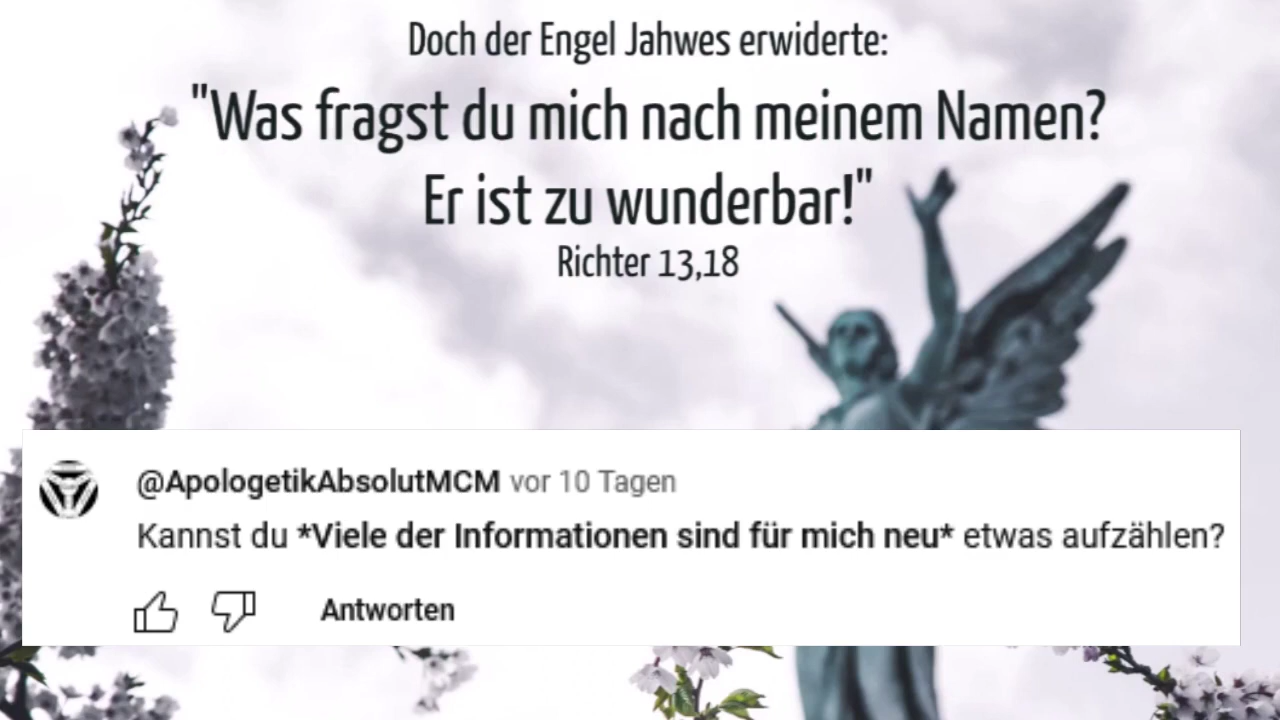 Doch der Engel Jahwes erwiderte:
"Was fragst du mich nach meinem Namen?
Er ist zu wunderbar!"
Richter 13,18
@ApologetikAbsolutMCM vor 10 Tagen
Kannst du *Viele der Informationen sind für mich neu* etwas aufzählen?
Antworten